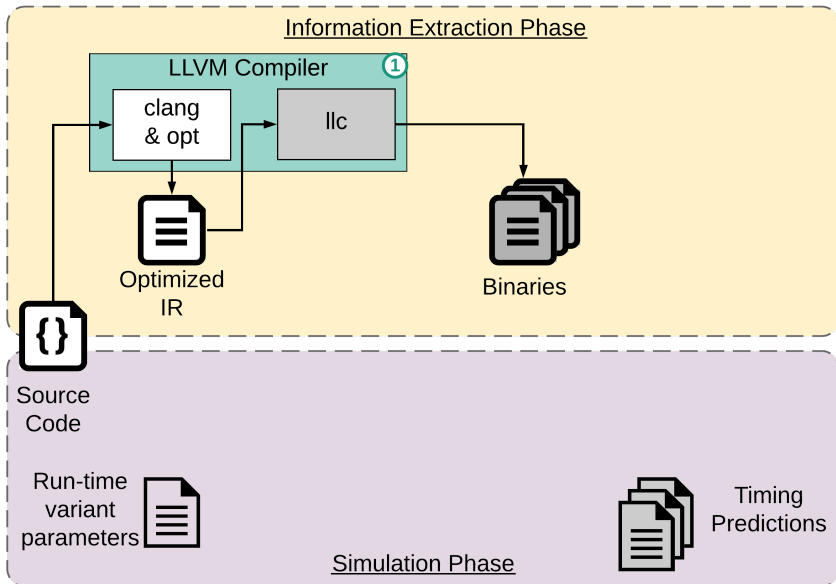 Information Extraction Phase
LLVM Compiler
1
clang
& opt
llc
Optimized
IR
Binaries
{}
Source
Code
Run-time
variant
parameters
Timing
Predictions
Simulation Phase